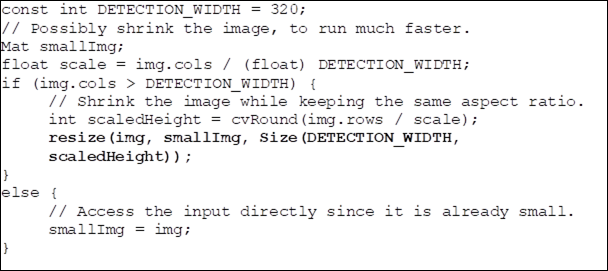 const int DETECTION_WIDTH = 320;
// Possibly shrink the image, to run much faster.
Mat smallImg;
float scale = img.cols / (float) DETECTION_WIDTH;
if (img.cols > DETECTION_WIDTH) {
    // Shrink the image while keeping the same aspect ratio.
    int scaledHeight = cvRound(img.rows / scale);
    resize(img, smallImg, Size(DETECTION_WIDTH,
    scaledHeight));
}
else {
    // Access the input directly since it is already small.
    smallImg = img;
}